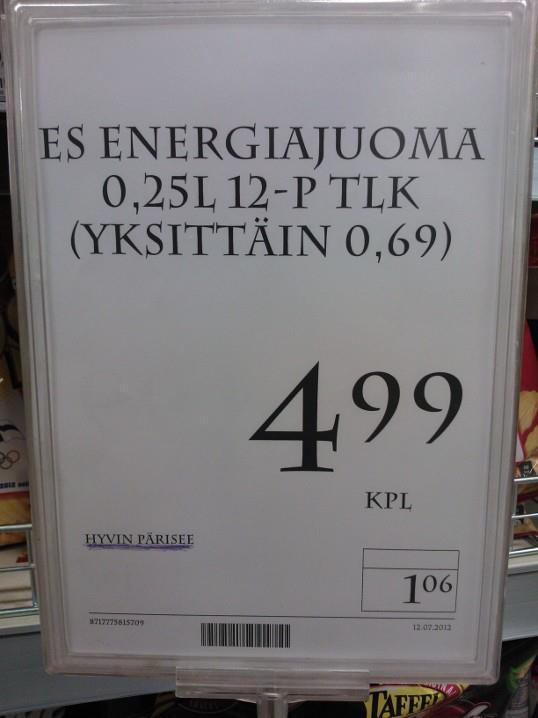 ES ENERGIAJUOMA
0,25L 12-P TLK
(YKSITTÄIN 0,69)
4 99
KPL
HYVIN PÄRISEE
1 06
8717775815709
12.07.2012
TAFFEL